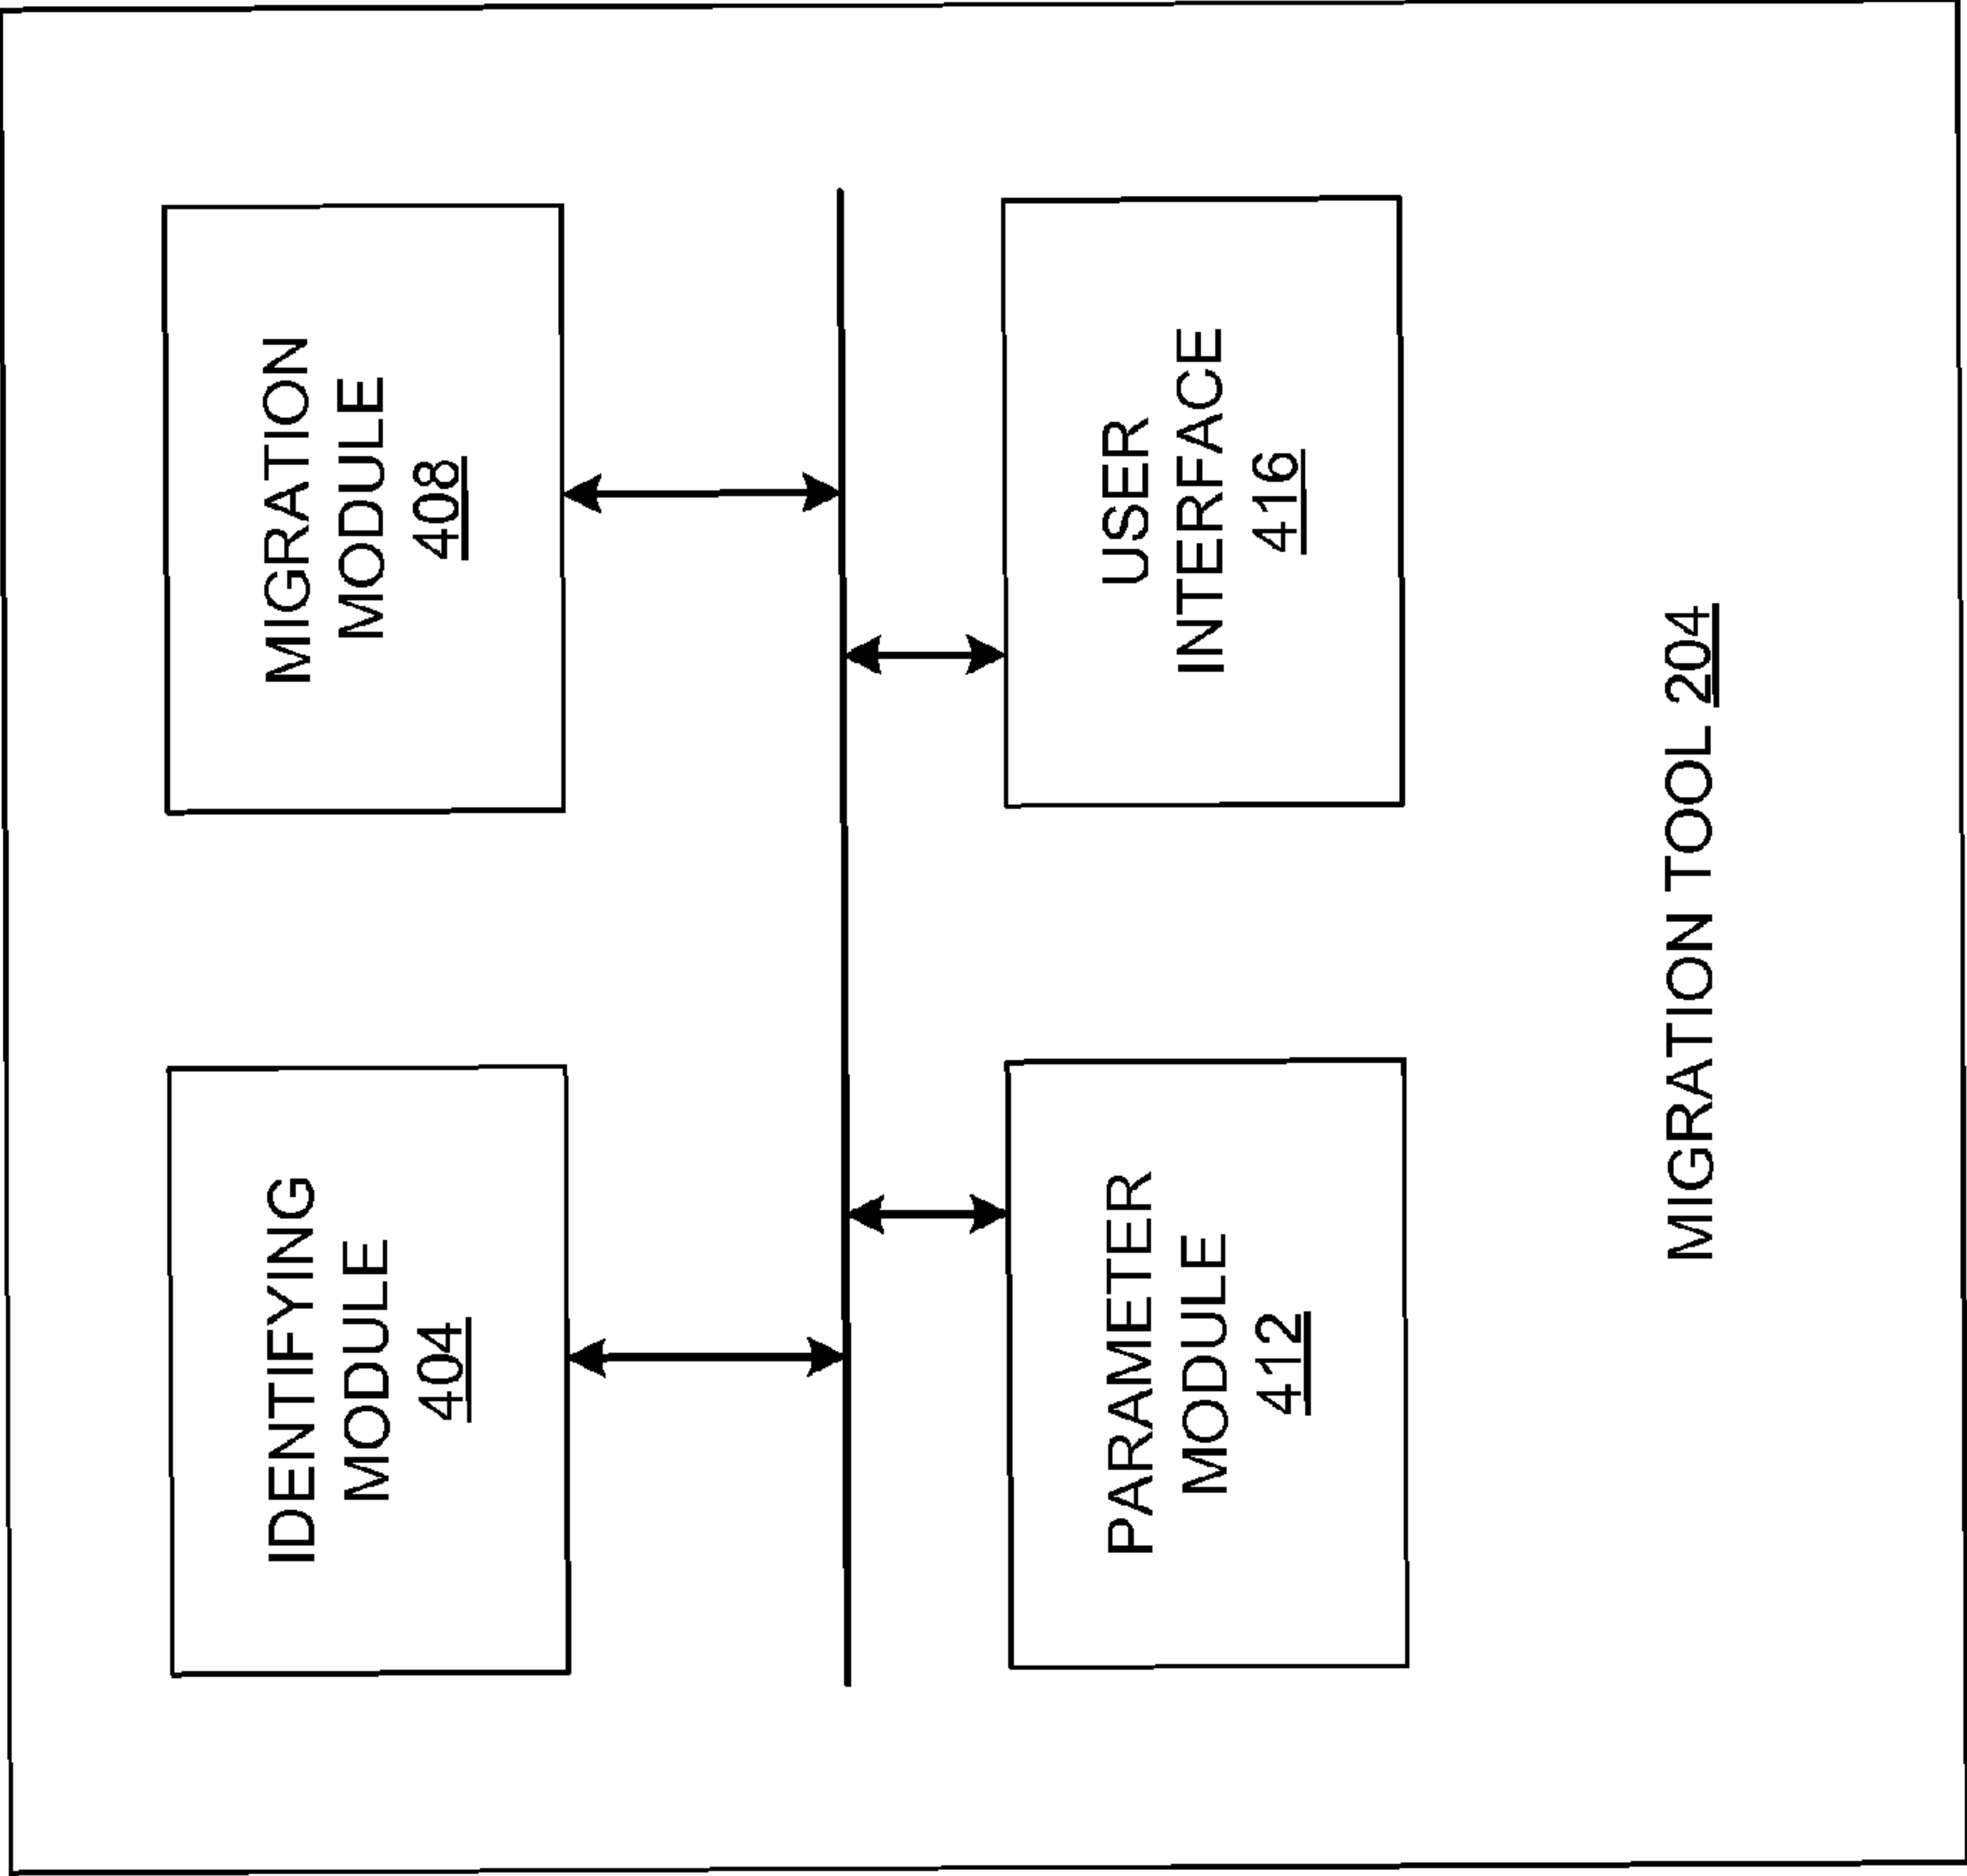 IDENTIFYING
MODULE
404
MIGRATION
MODULE
408
PARAMETER
MODULE
412
USER
INTERFACE
416
MIGRATION TOOL 204